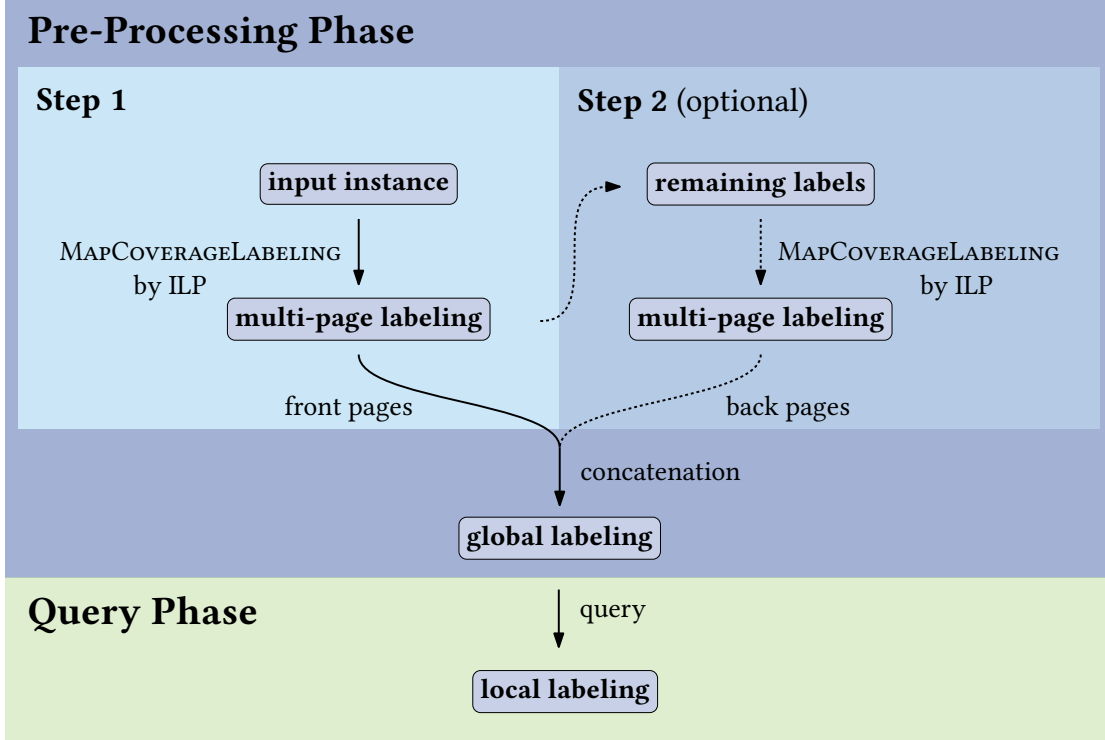 Pre-Processing Phase
Step 1
input instance
MapCoverageLabeling
by ILP
multi-page labeling
front pages
Step 2 (optional)
remaining labels
MapCoverageLabeling
by ILP
multi-page labeling
back pages
concatenation
global labeling
Query Phase
query
local labeling